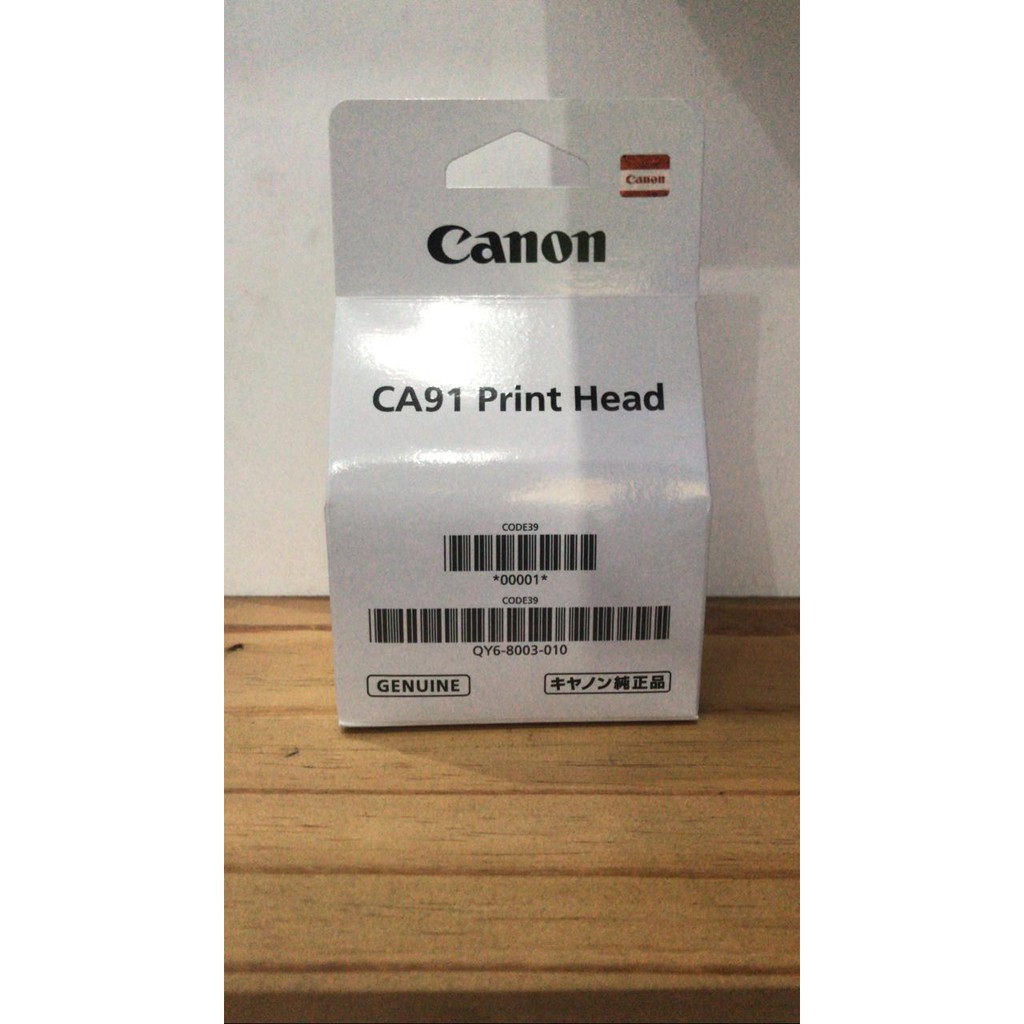 Canon
Canon
CA91 Print Head
CODE39
*00001*
CODE39
QY6-8003-010
GENUINE
キヤノン純正品